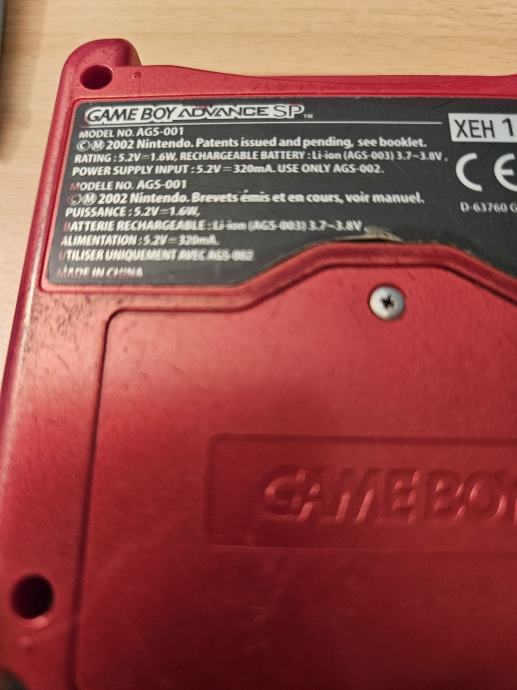 GAME BOY ADVANCE SP™
MODEL NO. AGS-001
©Ⓜ 2002 Nintendo. Patents issued and pending, see booklet.
RATING : 5.2V⎓1.6W, RECHARGEABLE BATTERY : Li-ion (AGS-003) 3.7~3.8V.
POWER SUPPLY INPUT : 5.2V⎓320mA. USE ONLY AGS-002.
MODELE NO. AGS-001
©Ⓜ 2002 Nintendo. Brevets émis et en cours, voir manuel.
PUISSANCE : 5.2V⎓1.6W,
BATTERIE RECHARGEABLE : Li-ion (AGS-003) 3.7~3.8V
ALIMENTATION : 5.2V⎓320mA.
UTILISER UNIQUEMENT AVEC AGS-002
MADE IN CHINA
XEH 1
CE
D-63760 G
GAME BOY